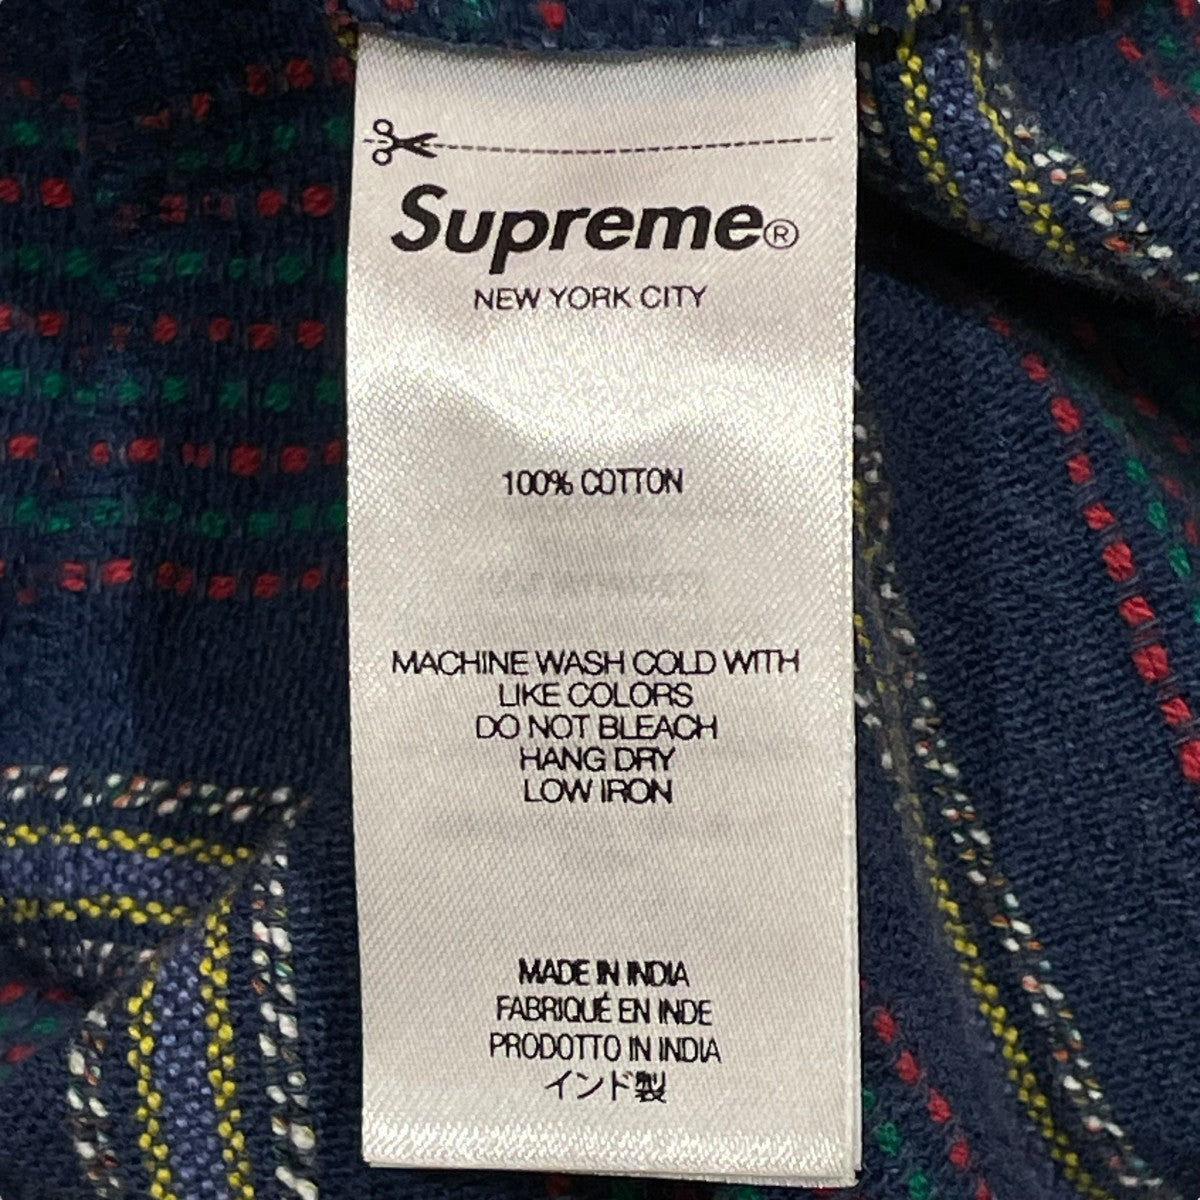 Supreme®
NEW YORK CITY
100% COTTON
MACHINE WASH COLD WITH
LIKE COLORS
DO NOT BLEACH
HANG DRY
LOW IRON
MADE IN INDIA
FABRIQUÉ EN INDE
PRODOTTO IN INDIA
インド製